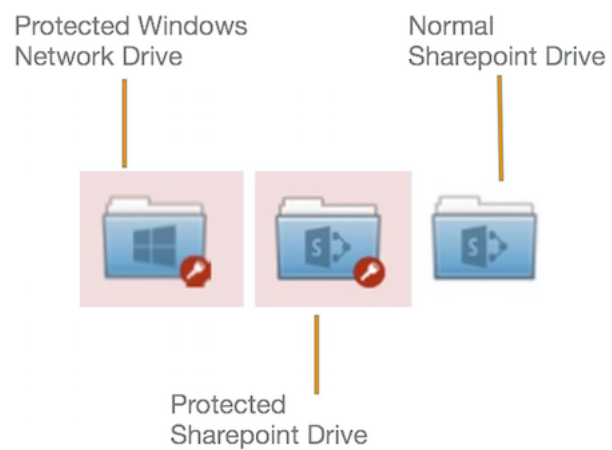 Protected Windows
Network Drive
Normal
Sharepoint Drive
S
S
Protected
Sharepoint Drive